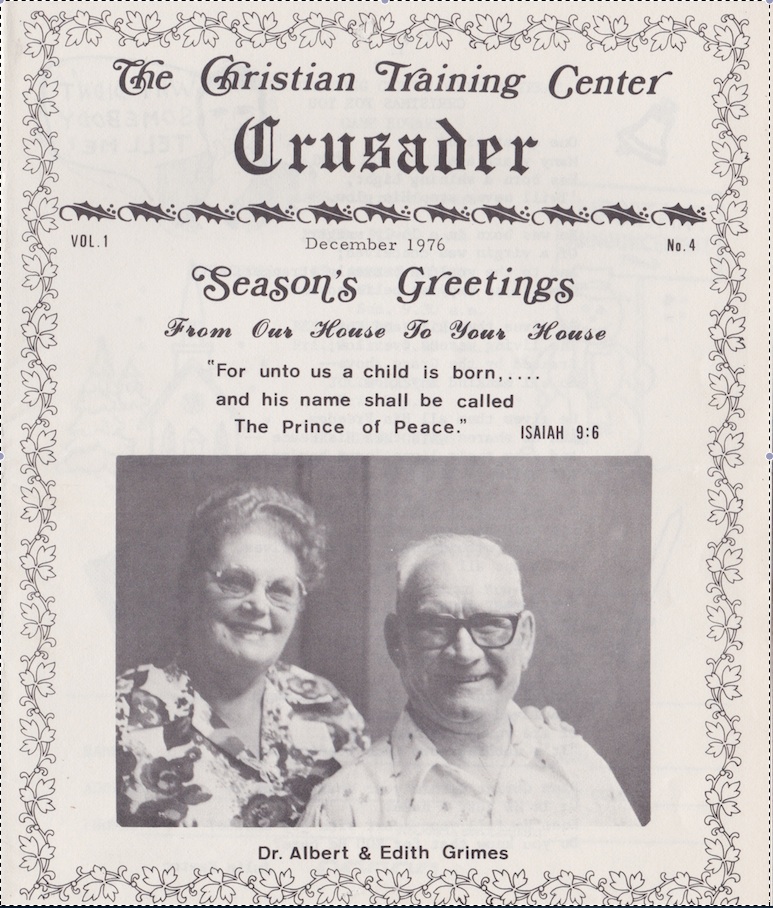 The Christian Training Center
Crusader
VOL.1 December 1976 No.4
Season's Greetings
From Our House To Your House
"For unto us a child is born,....
and his name shall be called
The Prince of Peace."
ISAIAH 9:6
Dr. Albert & Edith Grimes